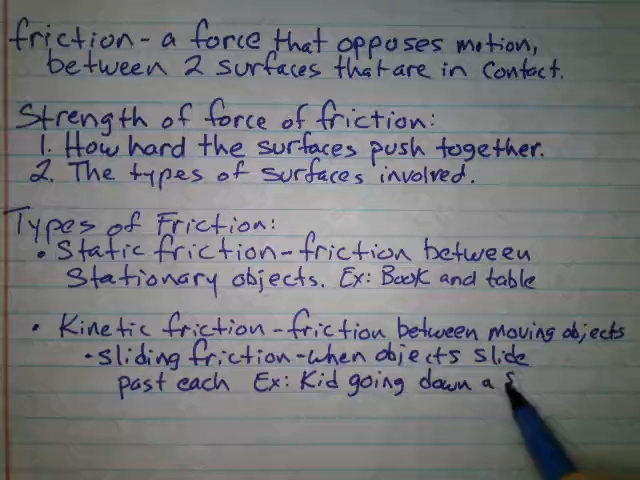 friction - a force that opposes motion,
between 2 surfaces that are in contact.
Strength of force of friction:
1. How hard the surfaces push together.
2. The types of surfaces involved.
Types of Friction:
• Static friction - friction between
stationary objects. Ex: Book and table
• Kinetic friction - friction between moving objects
• sliding friction - when objects slide
past each Ex: Kid going down a s